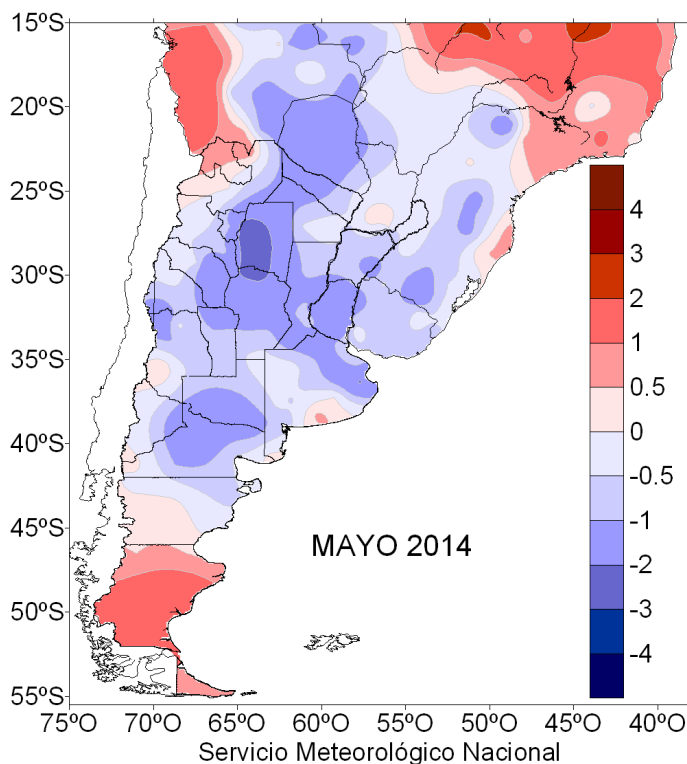 15ºS
20ºS
25ºS
30ºS
35ºS
40ºS
45ºS
50ºS
55ºS
4
3
2
1
0.5
0
-0.5
-1
-2
-3
-4
MAYO 2014
75ºO 70ºO 65ºO 60ºO 55ºO 50ºO 45ºO 40ºO
Servicio Meteorológico Nacional